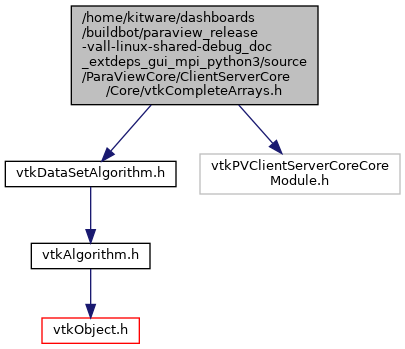 /home/kitware/dashboards
/buildbot/paraview_release
-vall-linux-shared-debug_doc
_extdeps_gui_mpi_python3/source
/ParaViewCore/ClientServerCore
/Core/vtkCompleteArrays.h
vtkDataSetAlgorithm.h
vtkPVClientServerCoreCore
Module.h
vtkAlgorithm.h
vtkObject.h